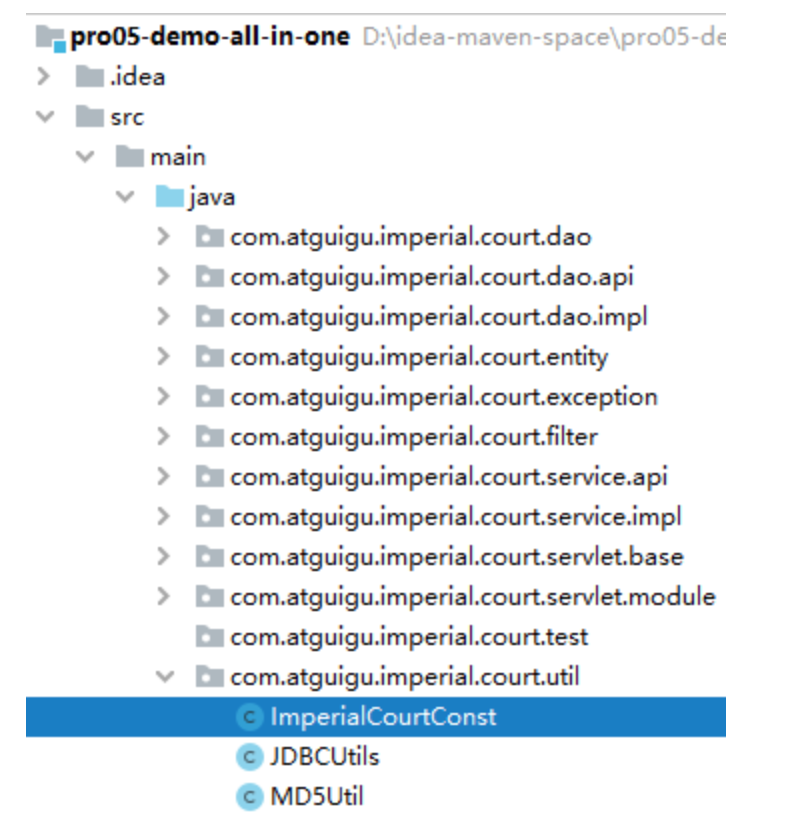 pro05-demo-all-in-one D:\idea-maven-space\pro05-de
.idea
src
main
java
com.atguigu.imperial.court.dao
com.atguigu.imperial.court.dao.api
com.atguigu.imperial.court.dao.impl
com.atguigu.imperial.court.entity
com.atguigu.imperial.court.exception
com.atguigu.imperial.court.filter
com.atguigu.imperial.court.service.api
com.atguigu.imperial.court.service.impl
com.atguigu.imperial.court.servlet.base
com.atguigu.imperial.court.servlet.module
com.atguigu.imperial.court.test
com.atguigu.imperial.court.util
C ImperialCourtConst
C JDBCUtils
C MD5Util